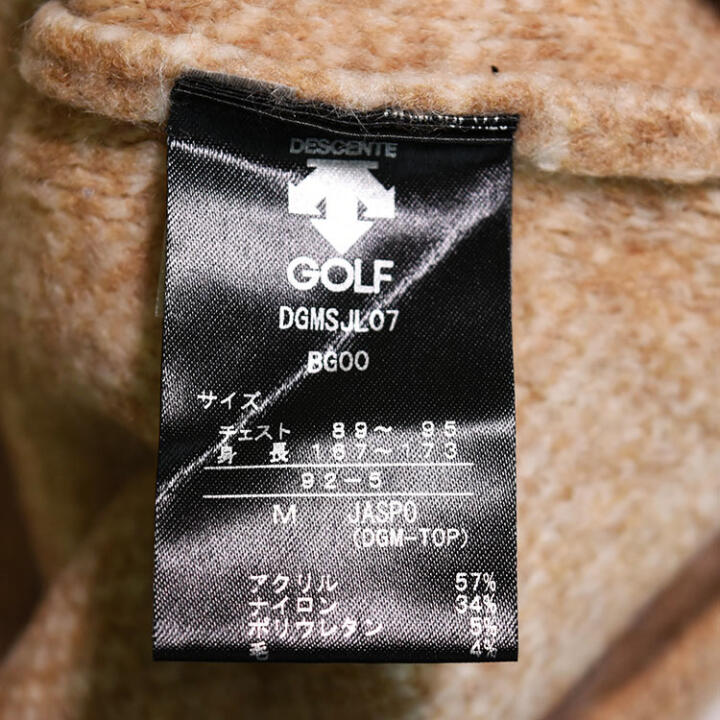 DESCENTE
GOLF
DGMSJL07
BG00
サイズ
チェスト 89〜 95
身 長 167〜173
92-5
M JASPO
(DGM-TOP)
アクリル 57%
ナイロン 34%
ポリウレタン 5%
毛 4%